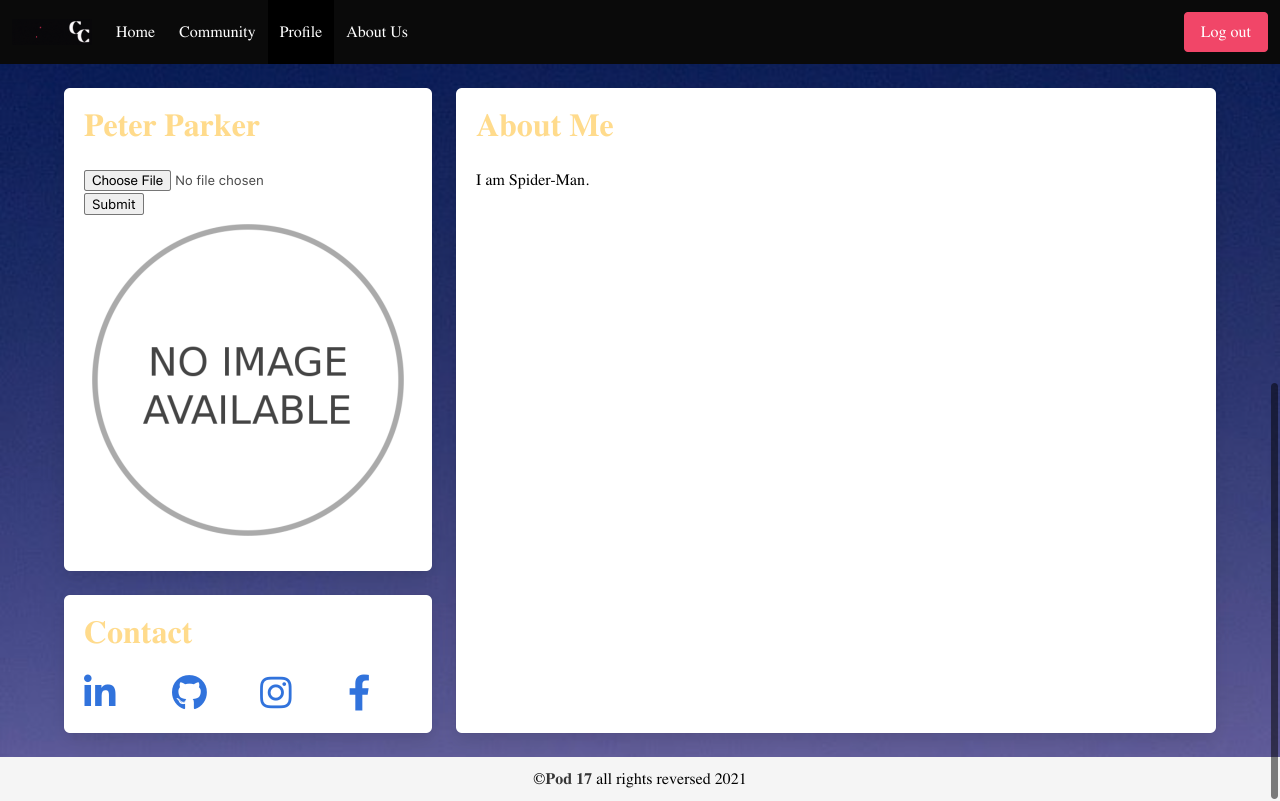 CC Home Community Profile About Us Log out
Peter Parker
Choose File No file chosen
Submit
NO IMAGE
AVAILABLE
Contact
About Me
I am Spider-Man.
©Pod 17 all rights reversed 2021